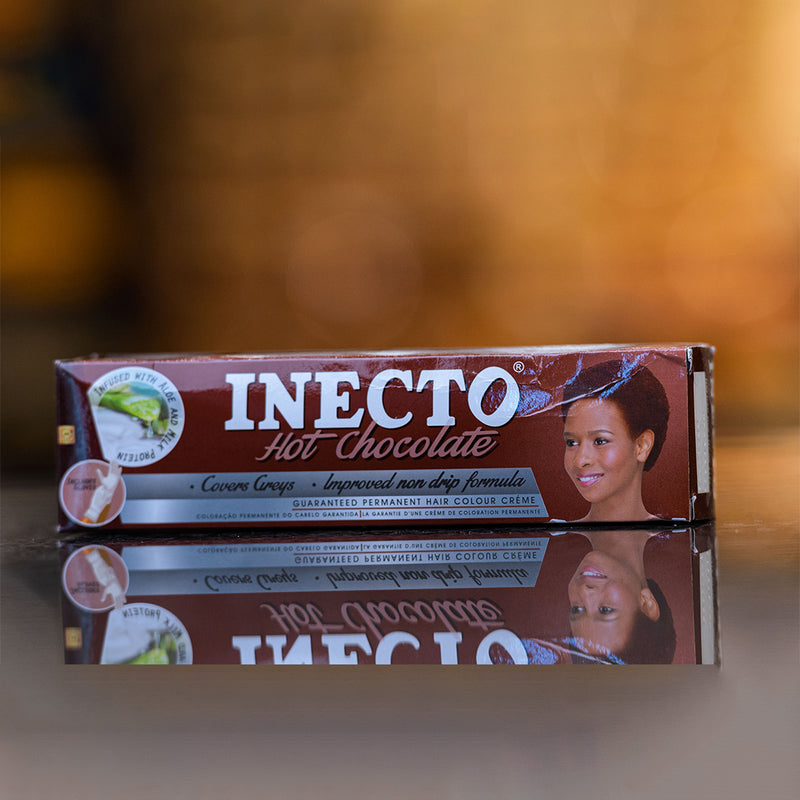 INFUSED WITH ALOE AND MILK PROTEIN
INECTO®
Hot Chocolate
• Covers Greys • Improved non drip formula
GUARANTEED PERMANENT HAIR COLOUR CRÈME
COLORAÇÃO PERMANENTE DO CABELO GARANTIDA | LA GARANTIE D'UNE CRÈME DE COLORATION PERMANENTE